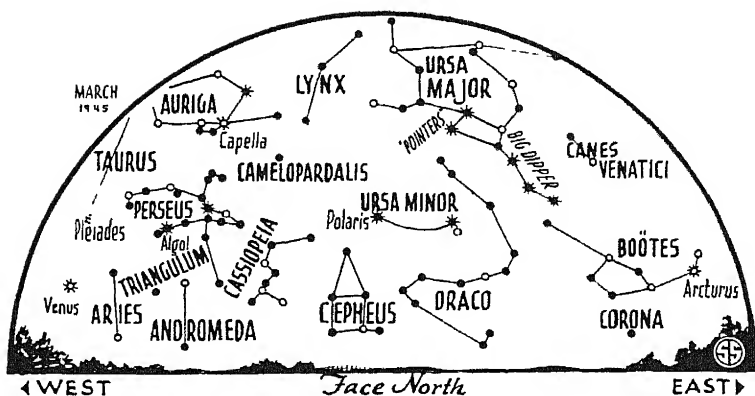 MARCH
1945
AURIGA
Capella
LYNX
URSA
MAJOR
"POINTERS"
BIG DIPPER
CANES
VENATICI
TAURUS
CAMELOPARDALIS
PERSEUS
Pleiades
Algol
Polaris
URSA MINOR
CASSIOPEIA
TRIANGULUM
Venus
ARIES
ANDROMEDA
CEPHEUS
DRACO
BOÖTES
Arcturus
CORONA
WEST
Face North
EAST